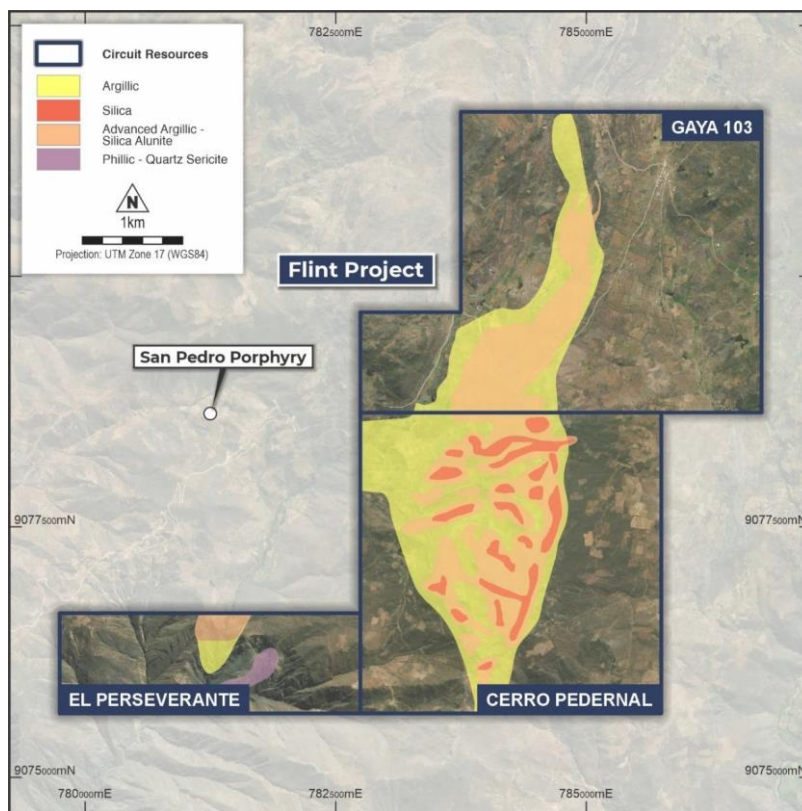 782500mE
785000mE
Circuit Resources
Argillic
Silica
Advanced Argillic -
Silica Alunite
Phillic - Quartz Sericite
N
1km
Projection: UTM Zone 17 (WGS84)
GAYA 103
Flint Project
San Pedro Porphyry
9077500mN
9077500mN
EL PERSEVERANTE
CERRO PEDERNAL
9075000mN
9075000mN
780000mE
782500mE
785000mE